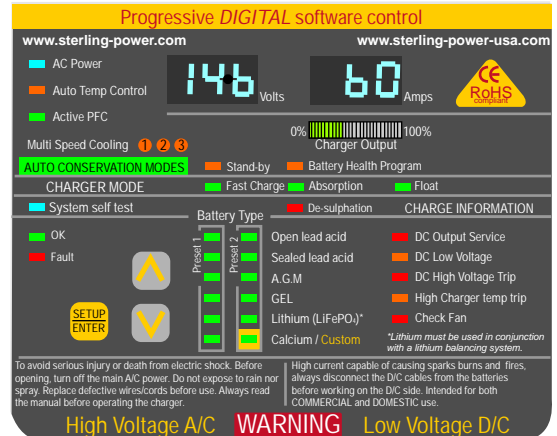 Progressive DIGITAL software control
www.sterling-power.com www.sterling-power-usa.com
AC Power
14.6 Volts 60 Amps
CE
RoHS
compliant
Auto Temp Control
Active PFC
0% 100%
Multi Speed Cooling 1 2 3 Charger Output
AUTO CONSERVATION MODES Stand-by Battery Health Program
CHARGER MODE Fast Charge Absorption Float
System self test Battery Type De-sulphation CHARGE INFORMATION
OK
Fault
Preset 1 Preset 2
Open lead acid DC Output Service
Sealed lead acid DC Low Voltage
A.G.M DC High Voltage Trip
GEL High Charger temp trip
SETUP
ENTER
Lithium (LiFePO₄)* Check Fan
Calcium / Custom
*Lithium must be used in conjunction
with a lithium balancing system.
To avoid serious injury or death from electric shock. Before
opening, turn off the main A/C power. Do not expose to rain nor
spray. Replace defective wires/cords before use. Always read
the manual before operating the charger.
High current capable of causing sparks burns and fires,
always disconnect the D/C cables from the batteries
before working on the D/C side. Intended for both
COMMERCIAL and DOMESTIC use.
High Voltage A/C WARNING Low Voltage D/C